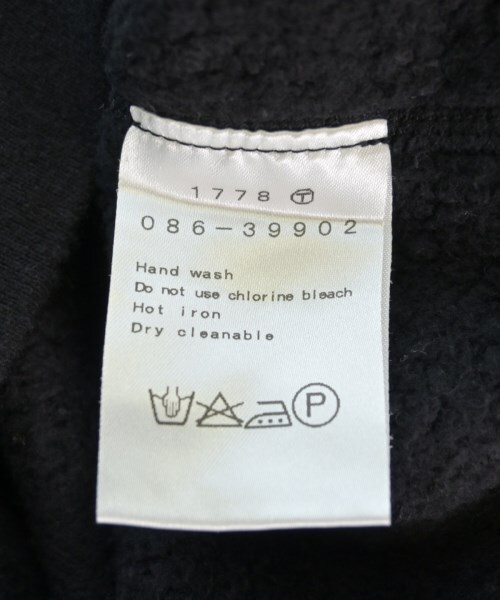 1778 T
086-39902
Hand wash
Do not use chlorine bleach
Hot iron
Dry cleanable
P